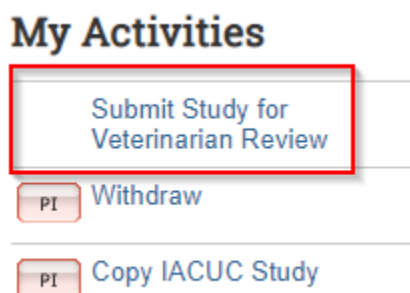 My Activities
Submit Study for
Veterinarian Review
PI Withdraw
PI Copy IACUC Study